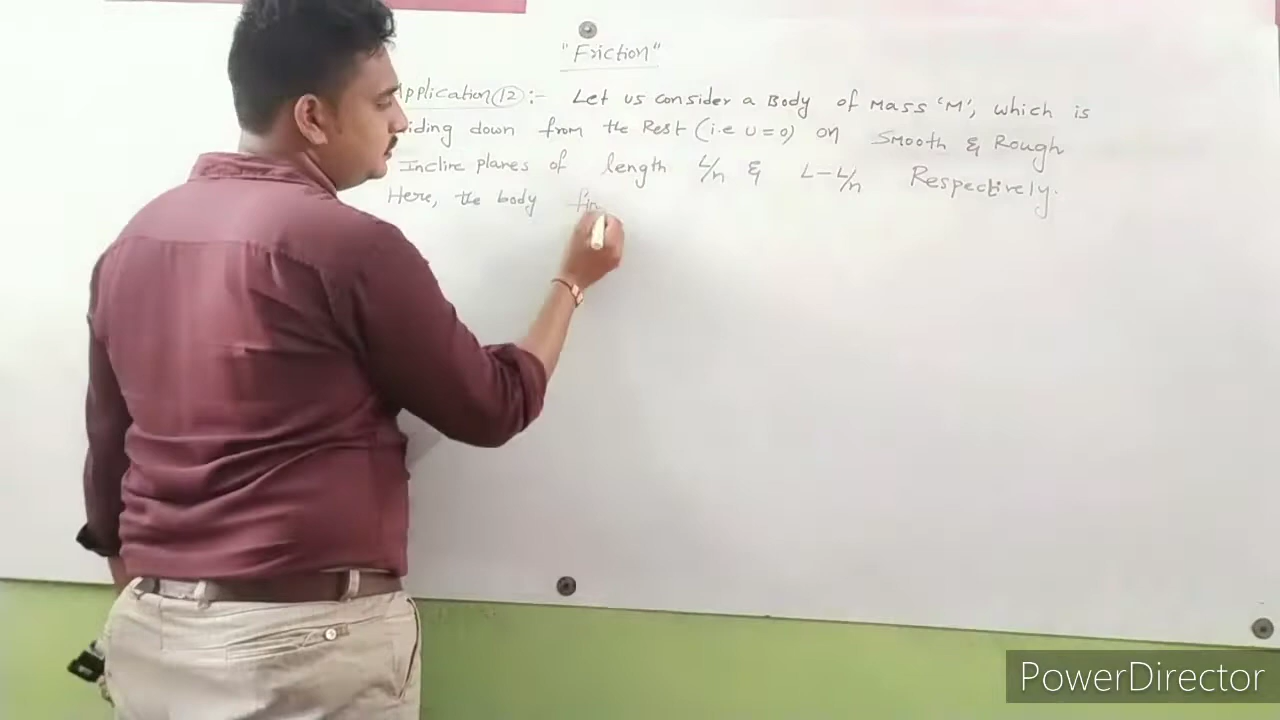 "Friction"
Application 12 :- Let us consider a Body of Mass 'M', which is
iding down from the Rest (i.e u=0) on Smooth & Rough
Incline planes of length L/n & L-L/n Respectively.
Here, the body fin
PowerDirector